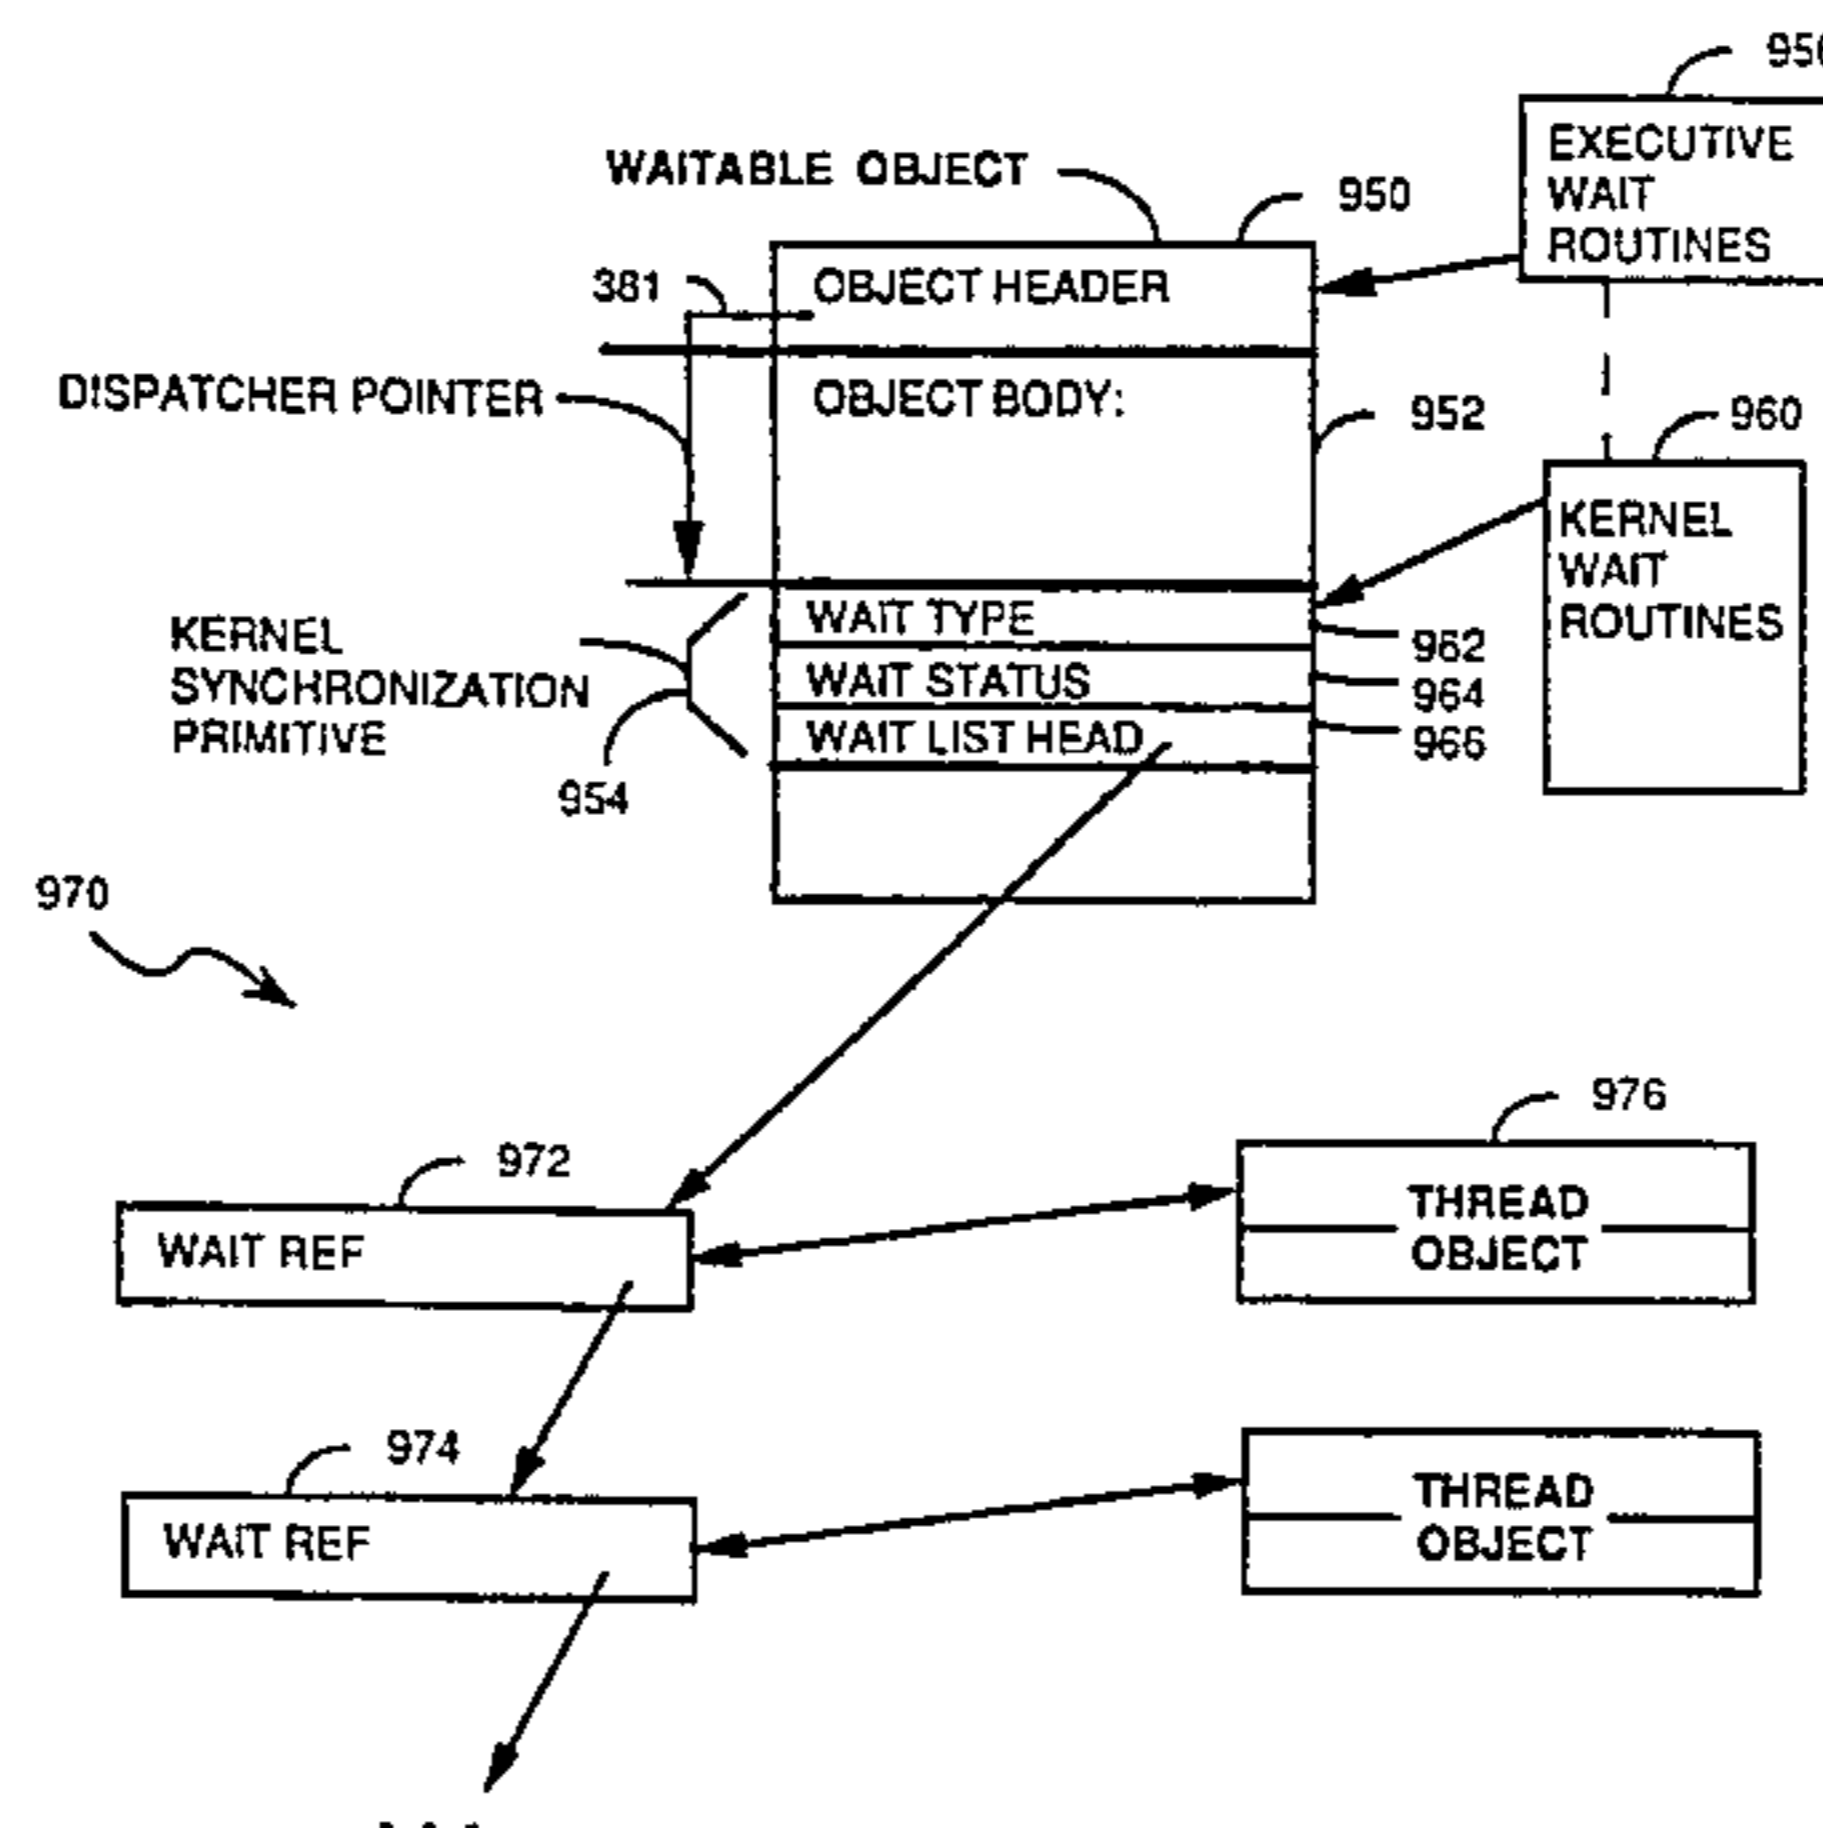 WAITABLE OBJECT
950
EXECUTIVE
WAIT
ROUTINES
381
OBJECT HEADER
DISPATCHER POINTER
OBJECT BODY:
952
960
KERNEL
WAIT
ROUTINES
KERNEL
SYNCHRONIZATION
PRIMITIVE
954
WAIT TYPE
962
WAIT STATUS
964
WAIT LIST HEAD
966
970
972
WAIT REF
976
THREAD
OBJECT
974
WAIT REF
THREAD
OBJECT